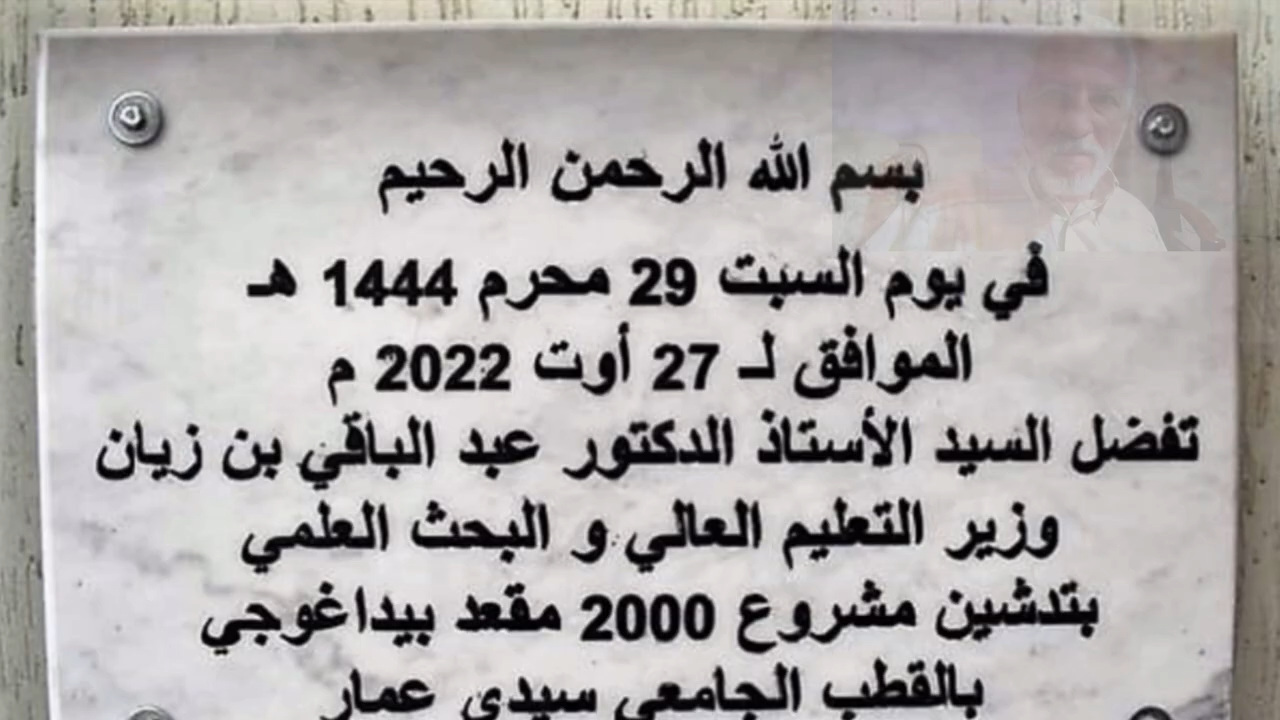 بسم الله الرحمن الرحيم
في يوم السبت 29 محرم 1444 هـ
الموافق لـ 27 أوت 2022 م
تفضل السيد الأستاذ الدكتور عبد الباقي بن زيان
وزير التعليم العالي و البحث العلمي
بتدشين مشروع 2000 مقعد بيداغوجي
بالقطب الجامعي سيدي عمار